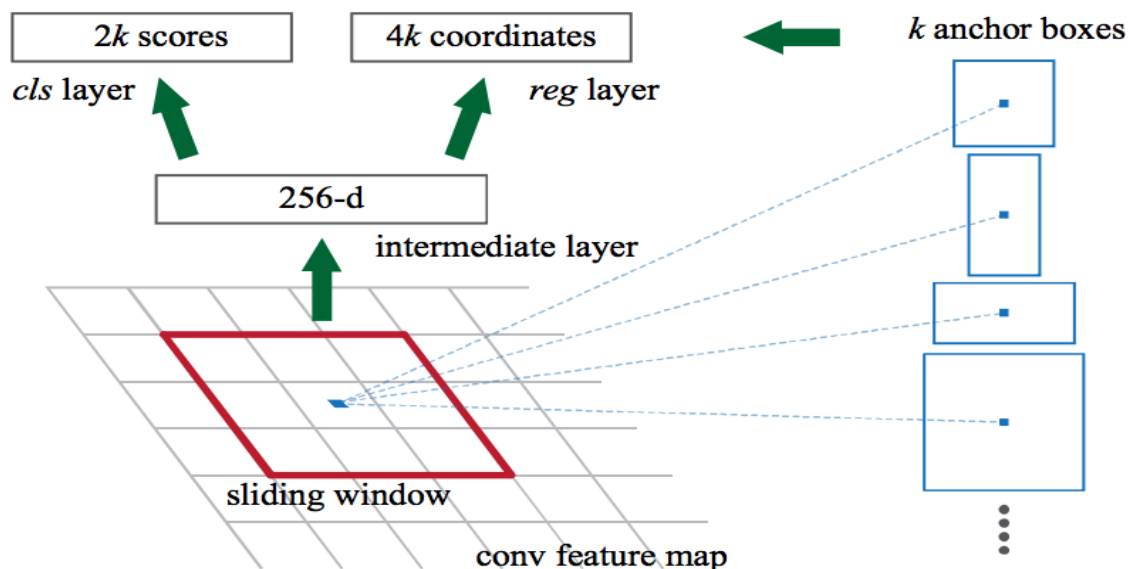 2k scores
4k coordinates
k anchor boxes
cls layer
reg layer
256-d
intermediate layer
sliding window
conv feature map